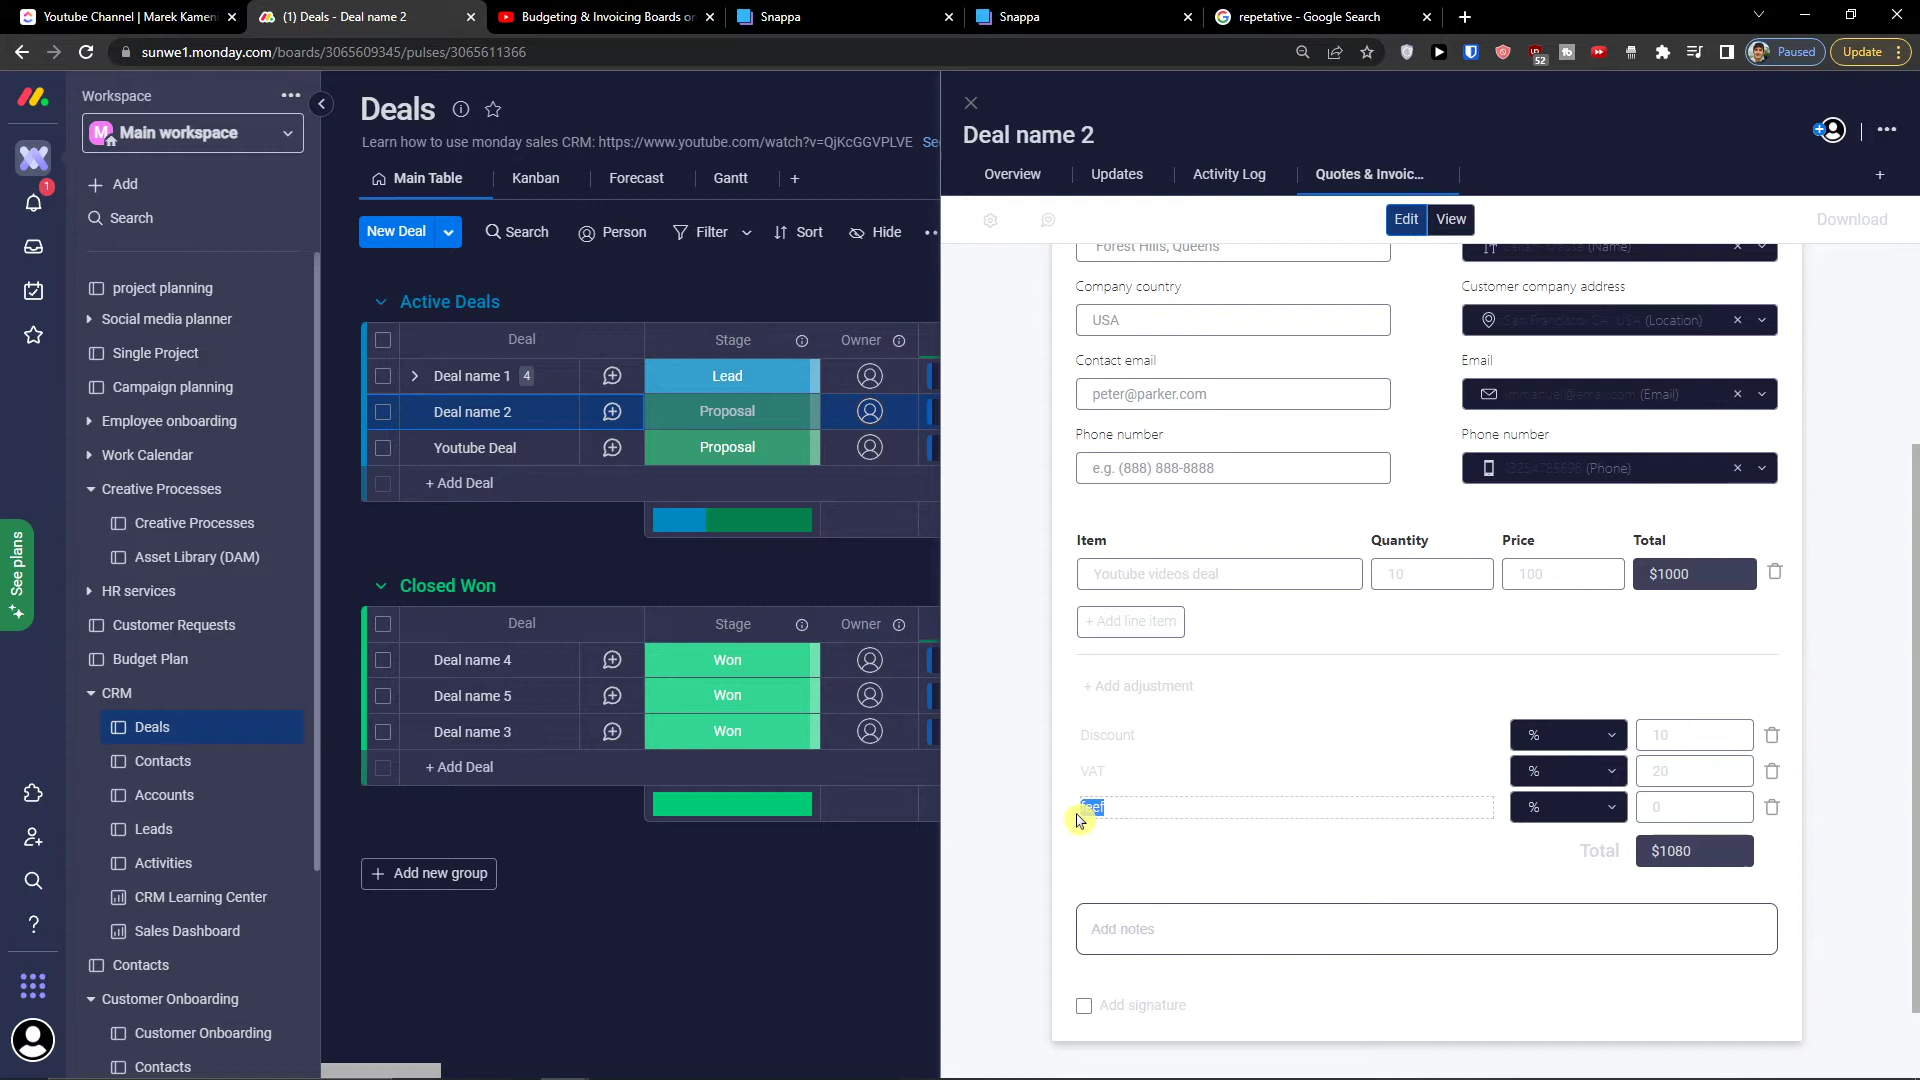 Youtube Channel | Marek Kamen
(1) Deals - Deal name 2
Budgeting & Invoicing Boards or
Snappa
Snappa
repetative - Google Search
sunwe1.monday.com/boards/3065609345/pulses/3065611366
52
Paused
Update
Workspace
M
Main workspace
1
Add
Search
project planning
Social media planner
Single Project
Campaign planning
Employee onboarding
Work Calendar
Creative Processes
Creative Processes
Asset Library (DAM)
HR services
Customer Requests
Budget Plan
CRM
Deals
Contacts
Accounts
Leads
Activities
CRM Learning Center
Sales Dashboard
Contacts
Customer Onboarding
Customer Onboarding
Contacts
See plans
Deals
Learn how to use monday sales CRM: https://www.youtube.com/watch?v=QjKcGGVPLVE See
Main Table
Kanban
Forecast
Gantt
+
New Deal
Search
Person
Filter
Sort
Hide
Active Deals
Deal
Stage
Owner
Deal name 1
4
Lead
Deal name 2
Proposal
Youtube Deal
Proposal
+ Add Deal
Closed Won
Deal
Stage
Owner
Deal name 4
Won
Deal name 5
Won
Deal name 3
Won
+ Add Deal
Add new group
Deal name 2
Overview
Updates
Activity Log
Quotes & Invoic...
+
Edit
View
Download
Forest Hills, Queens
(Name)
Company country
Customer company address
USA
San Francisco CA, USA (Location)
Contact email
Email
peter@parker.com
immanuel@email.com (Email)
Phone number
Phone number
e.g. (888) 888-8888
(Phone)
Item
Quantity
Price
Total
Youtube videos deal
10
100
$1000
+ Add line item
+ Add adjustment
Discount
%
10
VAT
%
20
feef
%
0
Total
$1080
Add notes
Add signature